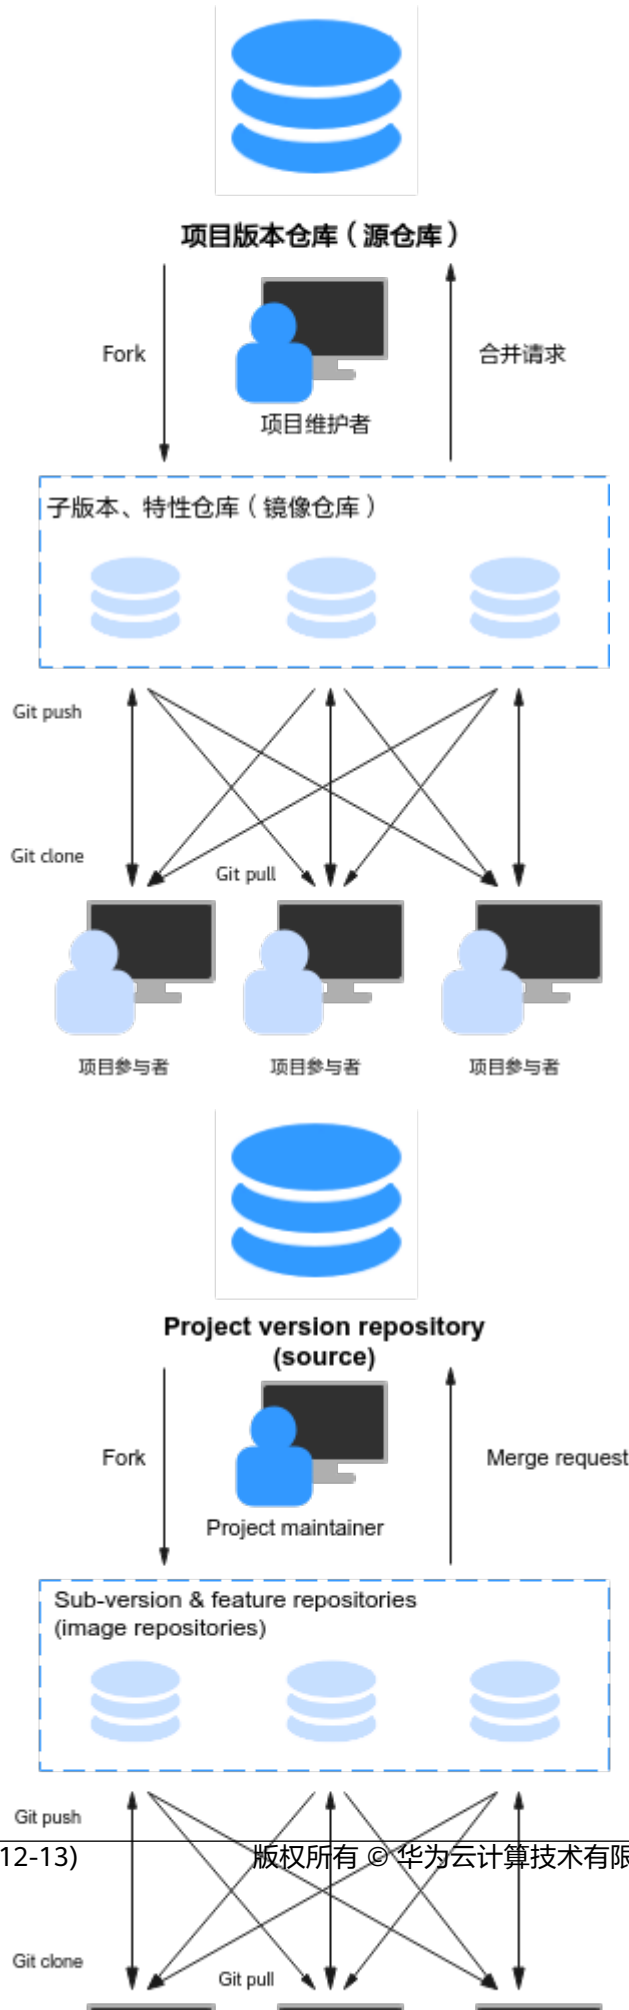 项目版本仓库（源仓库）
Fork
合并请求
项目维护者
子版本、特性仓库（镜像仓库）
Git push
Git clone
Git pull
项目参与者
项目参与者
项目参与者
Project version repository
(source)
Fork
Merge request
Project maintainer
Sub-version & feature repositories
(image repositories)
Git push
12-13)
版权所有 © 华为云计算技术有限
Git clone
Git pull